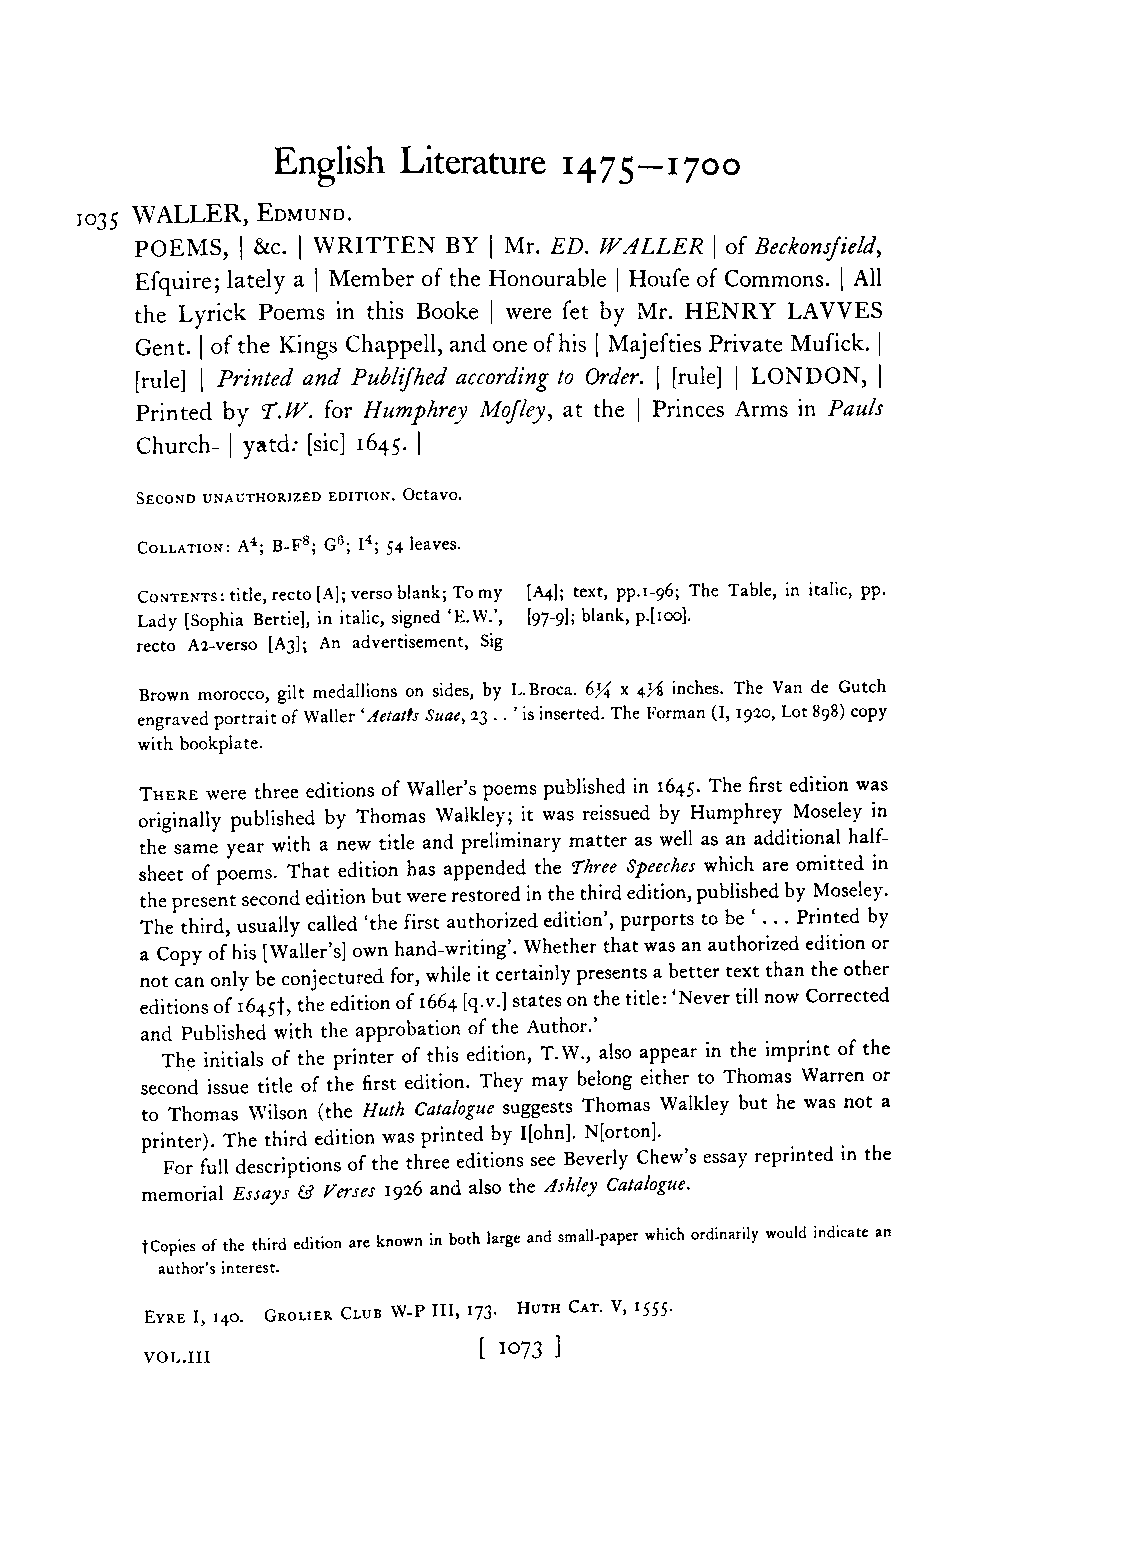 English Literature 1475—1700
1035 WALLER, EDMUND.
POEMS, | &c. | WRITTEN BY | Mr. ED. WALLER | of Beckonsſield,
Eſquire; lately a | Member of the Honourable | Houſe of Commons. | All
the Lyrick Poems in this Booke | were ſet by Mr. HENRY LAVVES
Gent. | of the Kings Chappell, and one of his | Majeſties Private Muſick. |
[rule] | Printed and Publiſhed according to Order. | [rule] | LONDON, |
Printed by T.W. for Humphrey Moſley, at the | Princes Arms in Pauls
Church- | yatd: [sic] 1645. |
SECOND UNAUTHORIZED EDITION. Octavo.
COLLATION: A⁴; B-F⁸; G⁶; I⁴; 54 leaves.
CONTENTS: title, recto [A]; verso blank; To my
Lady [Sophia Bertie], in italic, signed ‘E.W.’,
recto A2-verso [A3]; An advertisement, Sig
[A4]; text, pp.1-96; The Table, in italic, pp.
[97-9]; blank, p.[100].
Brown morocco, gilt medallions on sides, by L.Broca. 6¼ x 4⅛ inches. The Van de Gutch
engraved portrait of Waller ‘Aetatis Suae, 23 . . ’ is inserted. The Forman (I, 1920, Lot 898) copy
with bookplate.
THERE were three editions of Waller’s poems published in 1645. The first edition was
originally published by Thomas Walkley; it was reissued by Humphrey Moseley in
the same year with a new title and preliminary matter as well as an additional half-
sheet of poems. That edition has appended the Three Speeches which are omitted in
the present second edition but were restored in the third edition, published by Moseley.
The third, usually called ‘the first authorized edition’, purports to be ‘ . . . Printed by
a Copy of his [Waller’s] own hand-writing’. Whether that was an authorized edition or
not can only be conjectured for, while it certainly presents a better text than the other
editions of 1645†, the edition of 1664 [q.v.] states on the title: ‘Never till now Corrected
and Published with the approbation of the Author.’
The initials of the printer of this edition, T.W., also appear in the imprint of the
second issue title of the first edition. They may belong either to Thomas Warren or
to Thomas Wilson (the Huth Catalogue suggests Thomas Walkley but he was not a
printer). The third edition was printed by I[ohn]. N[orton].
For full descriptions of the three editions see Beverly Chew’s essay reprinted in the
memorial Essays & Verses 1926 and also the Ashley Catalogue.
†Copies of the third edition are known in both large and small-paper which ordinarily would indicate an
author’s interest.
EYRE I, 140. GROLIER CLUB W-P III, 173. HUTH CAT. V, 1555.
VOL.III [ 1073 ]